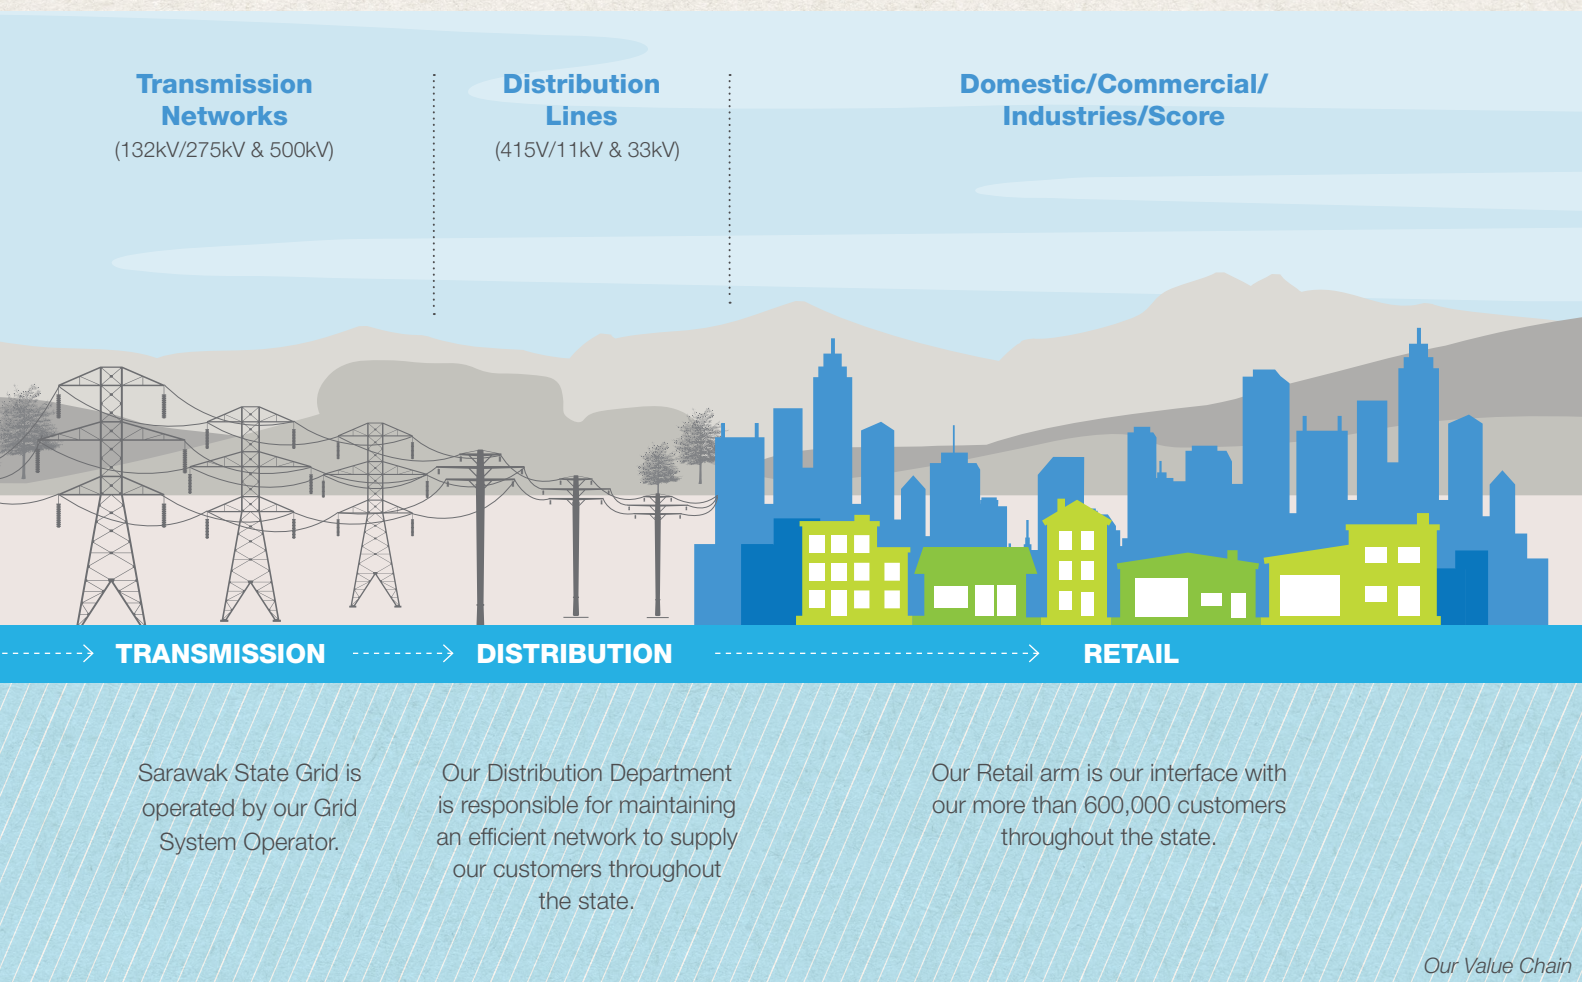 Transmission
Networks
(132kV/275kV & 500kV)
Distribution
Lines
(415V/11kV & 33kV)
Domestic/Commercial/
Industries/Score
TRANSMISSION
DISTRIBUTION
RETAIL
Sarawak State Grid is
operated by our Grid
System Operator.
Our Distribution Department
is responsible for maintaining
an efficient network to supply
our customers throughout
the state.
Our Retail arm is our interface with
our more than 600,000 customers
throughout the state.
Our Value Chain